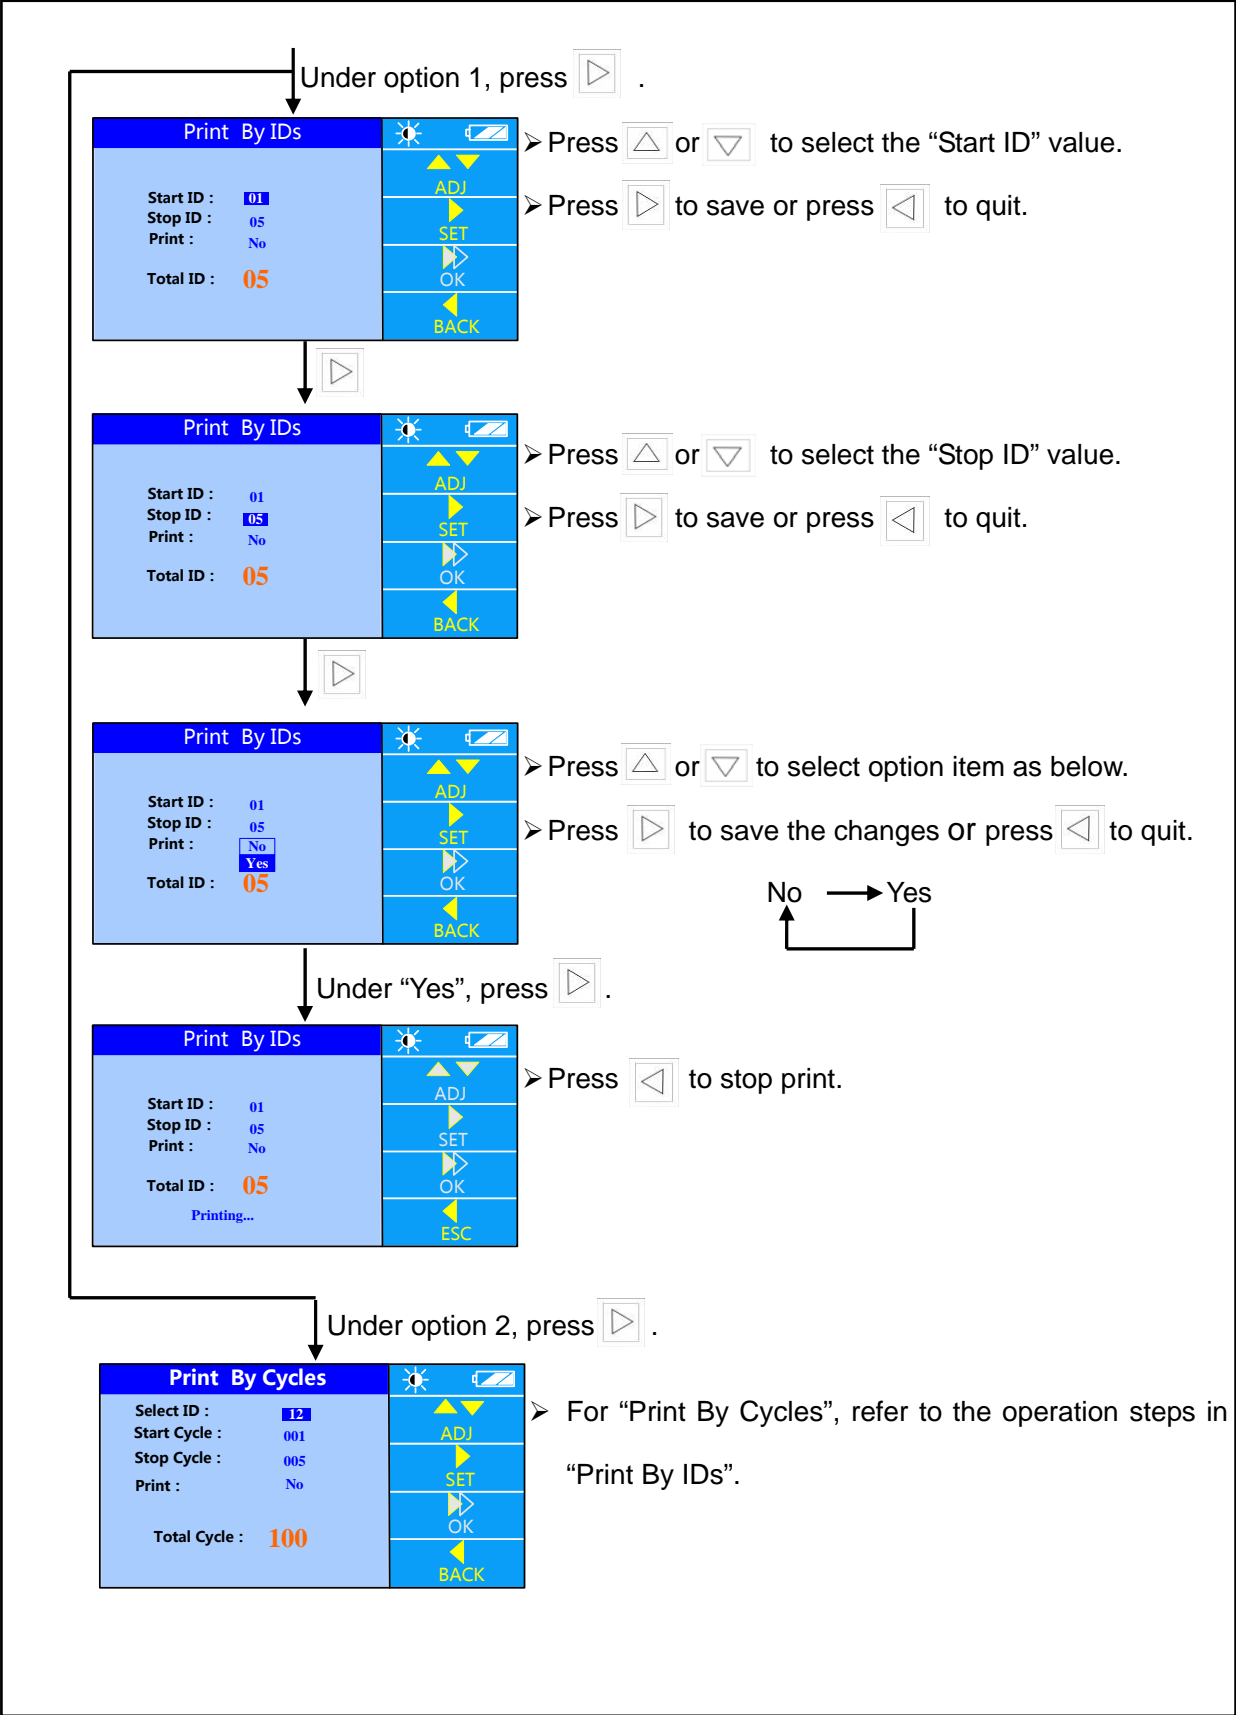 Under option 1, press .
Print By IDs
Start ID : 01
Stop ID : 05
Print : No
Total ID : 05
ADJ
SET
OK
BACK
➢ Press or to select the “Start ID” value.
➢ Press to save or press to quit.
Print By IDs
Start ID : 01
Stop ID : 05
Print : No
Total ID : 05
ADJ
SET
OK
BACK
➢ Press or to select the “Stop ID” value.
➢ Press to save or press to quit.
Print By IDs
Start ID : 01
Stop ID : 05
Print : No
Yes
Total ID : 05
ADJ
SET
OK
BACK
➢ Press or to select option item as below.
➢ Press to save the changes or press to quit.
No Yes
Under “Yes”, press .
Print By IDs
Start ID : 01
Stop ID : 05
Print : No
Total ID : 05
Printing...
ADJ
SET
OK
ESC
➢ Press to stop print.
Under option 2, press .
Print By Cycles
Select ID : 12
Start Cycle : 001
Stop Cycle : 005
Print : No
Total Cycle : 100
ADJ
SET
OK
BACK
➢ For “Print By Cycles”, refer to the operation steps in
“Print By IDs”.